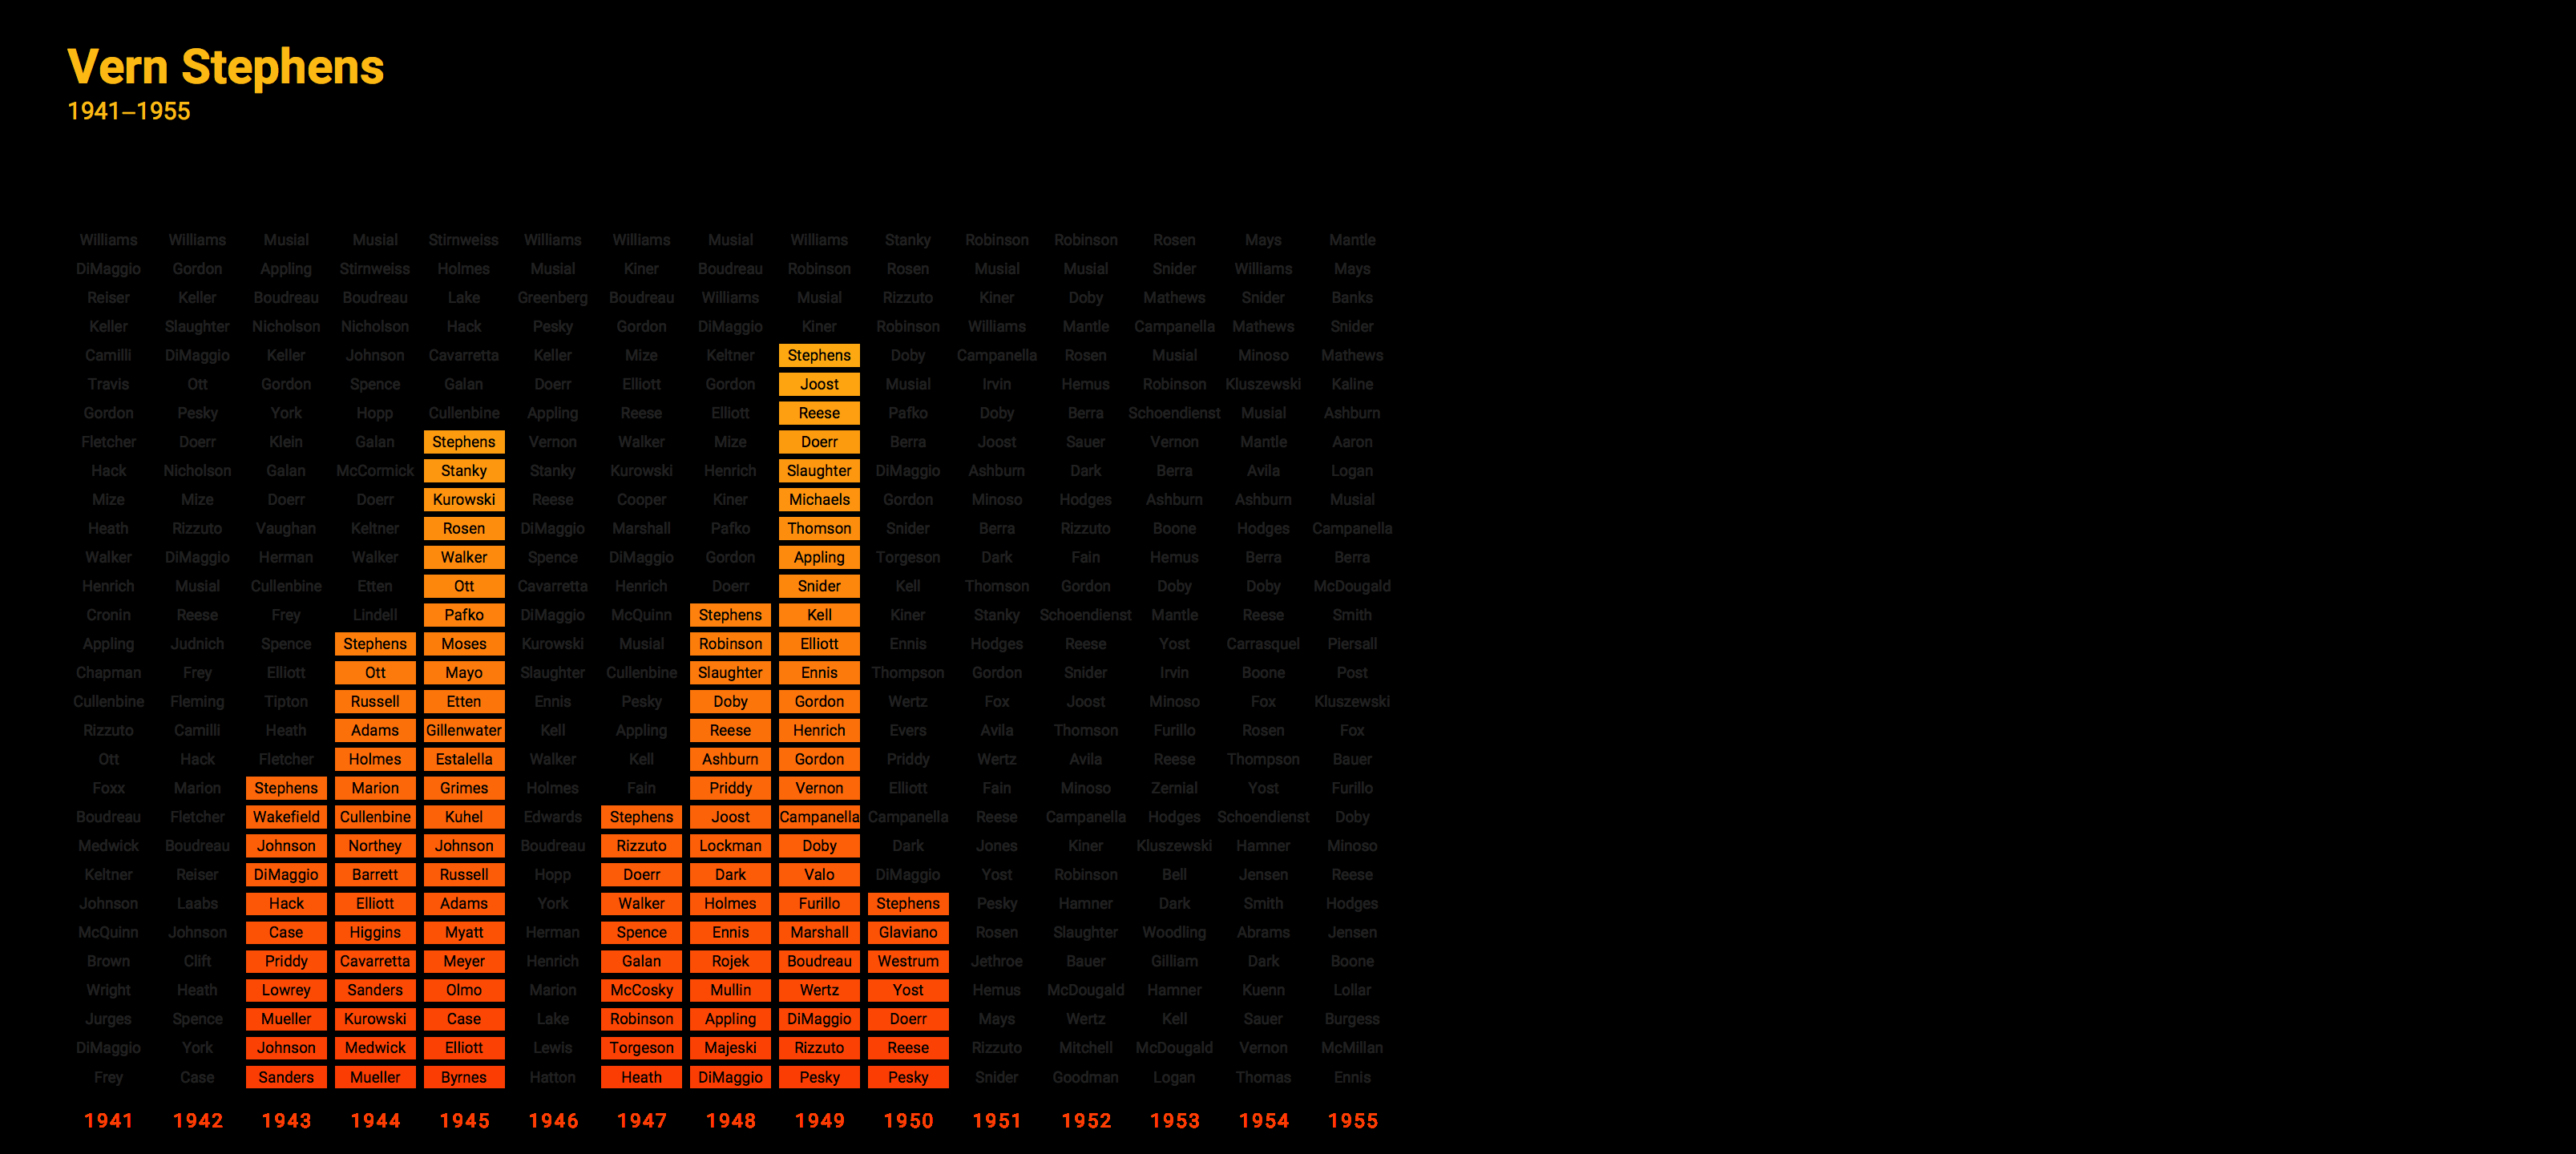 Vern Stephens
1941–1955
Williams Williams Musial Musial Stirnweiss Williams Williams Musial Williams Stanky Robinson Robinson Rosen Mays Mantle
DiMaggio Gordon Appling Stirnweiss Holmes Musial Kiner Boudreau Robinson Rosen Musial Musial Snider Williams Mays
Reiser Keller Boudreau Boudreau Lake Greenberg Boudreau Williams Musial Rizzuto Kiner Doby Mathews Snider Banks
Keller Slaughter Nicholson Nicholson Hack Pesky Gordon DiMaggio Kiner Robinson Williams Mantle Campanella Mathews Snider
Camilli DiMaggio Keller Johnson Cavarretta Keller Mize Keltner Stephens Doby Campanella Rosen Musial Minoso Mathews
Travis Ott Gordon Spence Galan Doerr Elliott Gordon Joost Musial Irvin Hemus Robinson Kluszewski Kaline
Gordon Pesky York Hopp Cullenbine Appling Reese Elliott Reese Pafko Doby Berra Schoendienst Musial Ashburn
Fletcher Doerr Klein Galan Stephens Vernon Walker Mize Doerr Berra Joost Sauer Vernon Mantle Aaron
Hack Nicholson Galan McCormick Stanky Stanky Kurowski Henrich Slaughter DiMaggio Ashburn Dark Berra Avila Logan
Mize Mize Doerr Doerr Kurowski Reese Cooper Kiner Michaels Gordon Minoso Hodges Ashburn Ashburn Musial
Heath Rizzuto Vaughan Keltner Rosen DiMaggio Marshall Pafko Thomson Snider Berra Rizzuto Boone Hodges Campanella
Walker DiMaggio Herman Walker Walker Spence DiMaggio Gordon Appling Torgeson Dark Fain Hemus Berra Berra
Henrich Musial Cullenbine Etten Ott Cavarretta Henrich Doerr Snider Kell Thomson Gordon Doby Doby McDougald
Cronin Reese Frey Lindell Pafko DiMaggio McQuinn Stephens Kell Kiner Stanky Schoendienst Mantle Reese Smith
Appling Judnich Spence Stephens Moses Kurowski Musial Robinson Elliott Ennis Hodges Reese Yost Carrasquel Piersall
Chapman Frey Elliott Ott Mayo Slaughter Cullenbine Slaughter Ennis Thompson Gordon Snider Irvin Boone Post
Cullenbine Fleming Tipton Russell Etten Ennis Pesky Doby Gordon Wertz Fox Joost Minoso Fox Kluszewski
Rizzuto Camilli Heath Adams Gillenwater Kell Appling Reese Henrich Evers Avila Thomson Furillo Rosen Fox
Ott Hack Fletcher Holmes Estalella Walker Kell Ashburn Gordon Priddy Wertz Avila Reese Thompson Bauer
Foxx Marion Stephens Marion Grimes Holmes Fain Priddy Vernon Elliott Fain Minoso Zernial Yost Furillo
Boudreau Fletcher Wakefield Cullenbine Kuhel Edwards Stephens Joost Campanella Campanella Reese Campanella Hodges Schoendienst Doby
Medwick Boudreau Johnson Northey Johnson Boudreau Rizzuto Lockman Doby Dark Jones Kiner Kluszewski Hamner Minoso
Keltner Reiser DiMaggio Barrett Russell Hopp Doerr Dark Valo DiMaggio Yost Robinson Bell Jensen Reese
Johnson Laabs Hack Elliott Adams York Walker Holmes Furillo Stephens Pesky Hamner Dark Smith Hodges
McQuinn Johnson Case Higgins Myatt Herman Spence Ennis Marshall Glaviano Rosen Slaughter Woodling Abrams Jensen
Brown Clift Priddy Cavarretta Meyer Henrich Galan Rojek Boudreau Westrum Jethroe Bauer Gilliam Dark Boone
Wright Heath Lowrey Sanders Olmo Marion McCosky Mullin Wertz Yost Hemus McDougald Hamner Kuenn Lollar
Jurges Spence Mueller Kurowski Case Lake Robinson Appling DiMaggio Doerr Mays Wertz Kell Sauer Burgess
DiMaggio York Johnson Medwick Elliott Lewis Torgeson Majeski Rizzuto Reese Rizzuto Mitchell McDougald Vernon McMillan
Frey Case Sanders Mueller Byrnes Hatton Heath DiMaggio Pesky Pesky Snider Goodman Logan Thomas Ennis
1941 1942 1943 1944 1945 1946 1947 1948 1949 1950 1951 1952 1953 1954 1955